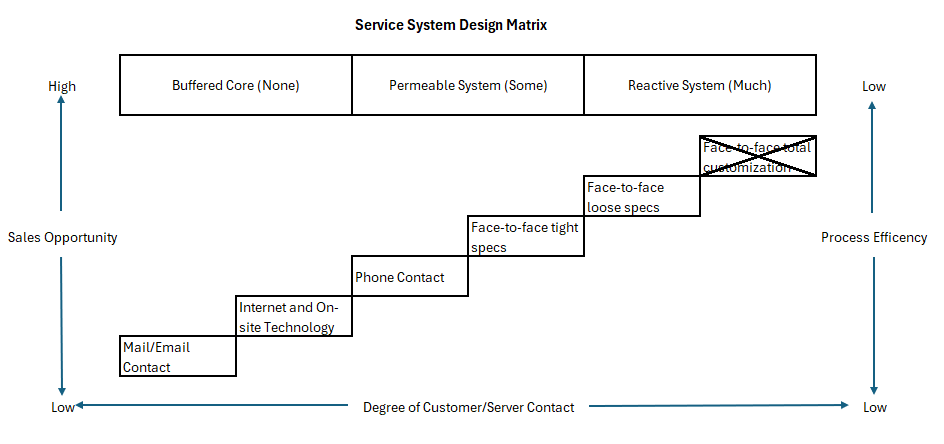 Service System Design Matrix
Buffered Core (None)
Permeable System (Some)
Reactive System (Much)
High
Low
Face-to-face total
customization
Face-to-face
loose specs
Sales Opportunity
Face-to-face tight
specs
Process Efficency
Phone Contact
Internet and On-
site Technology
Mail/Email
Contact
Low
Degree of Customer/Server Contact
Low